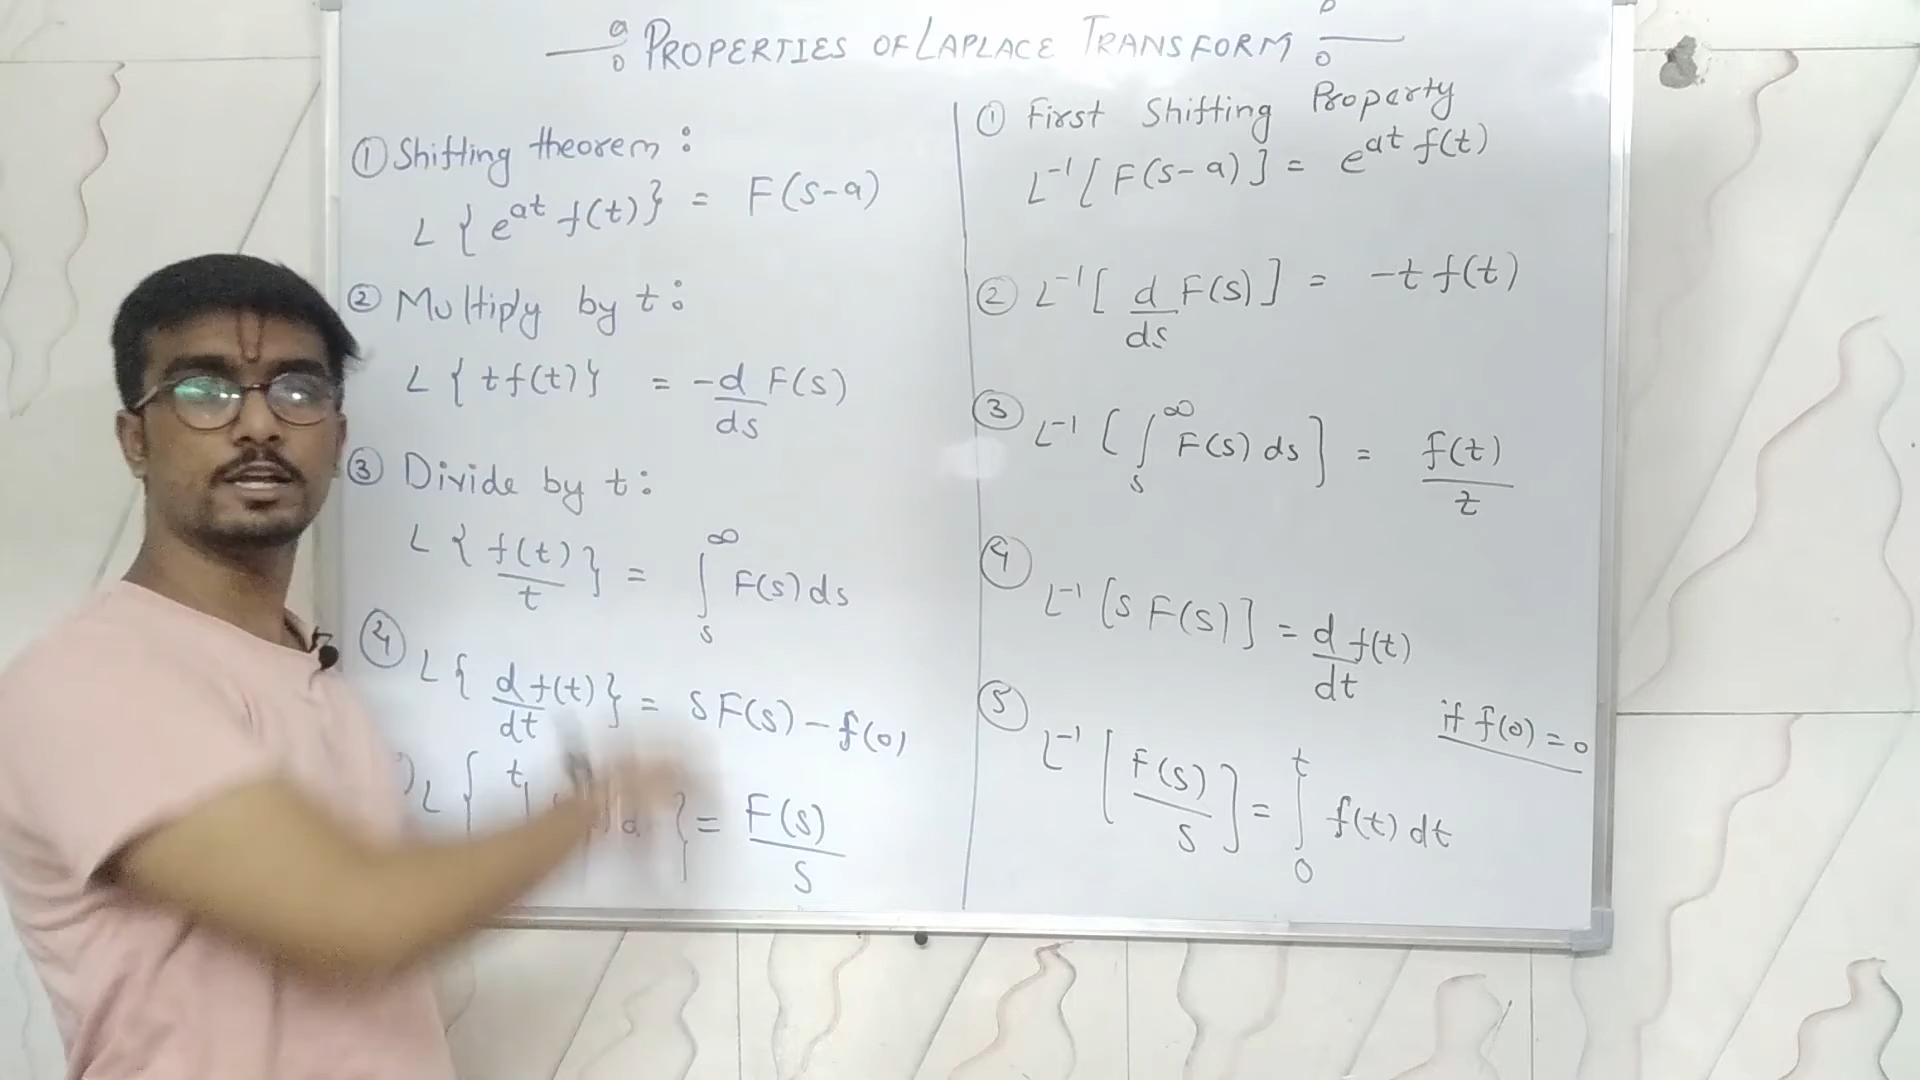 PROPERTIES OF LAPLACE TRANSFORM
① Shifting theorem :
L { e^{at} f(t) } = F(s-a)
② Multiply by t :
L { t f(t) } = -d/ds F(s)
③ Divide by t :
L { f(t)/t } = ∫_s^∞ F(s) ds
④ L { d/dt f(t) } = s F(s) - f(0)
L { } = F(s)/s
① First Shifting Property
L^{-1} [ F(s-a) ] = e^{at} f(t)
② L^{-1} [ d/ds F(s) ] = -t f(t)
③ L^{-1} [ ∫_s^∞ F(s) ds ] = f(t)/t
④ L^{-1} [ s F(s) ] = d/dt f(t)
if f(0) = 0
⑤ L^{-1} [ F(s)/s ] = ∫_0^t f(t) dt